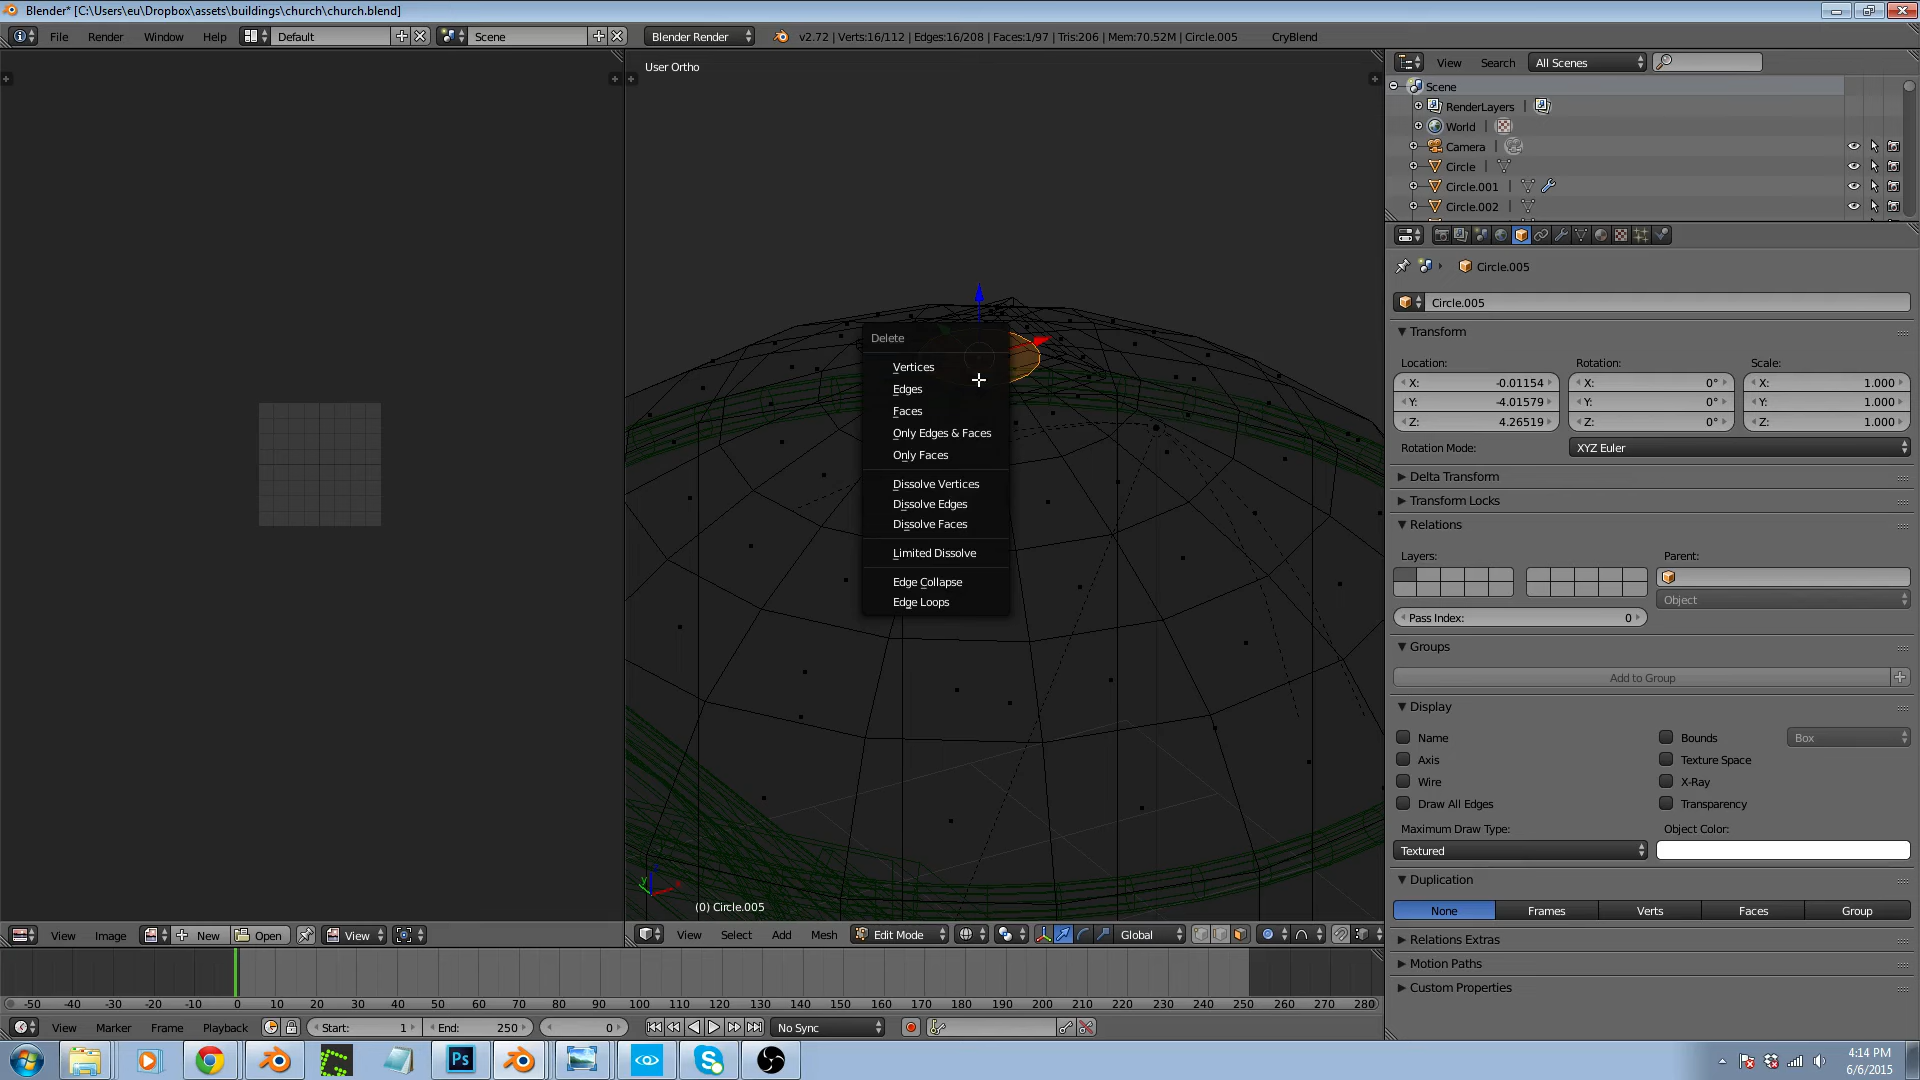 Blender* [C:\Users\eu\Dropbox\assets\buildings\church\church.blend]
File Render Window Help Default Scene Blender Render v2.72 | Verts:16/112 | Edges:16/208 | Faces:1/97 | Tris:206 | Mem:70.52M | Circle.005 CryBlend
User Ortho
View Search All Scenes
Scene
RenderLayers
World
Camera
Circle
Circle.001
Circle.002
Circle.005
Circle.005
Transform
Location: Rotation: Scale:
X: -0.01154 X: 0° X: 1.000
Y: -4.01579 Y: 0° Y: 1.000
Z: 4.26519 Z: 0° Z: 1.000
Rotation Mode: XYZ Euler
Delta Transform
Transform Locks
Relations
Layers: Parent:
Object
Pass Index: 0
Groups
Add to Group
Display
Name Bounds Box
Axis Texture Space
Wire X-Ray
Draw All Edges Transparency
Maximum Draw Type: Object Color:
Textured
Duplication
None Frames Verts Faces Group
Relations Extras
Motion Paths
Custom Properties
Delete
Vertices
Edges
Faces
Only Edges & Faces
Only Faces
Dissolve Vertices
Dissolve Edges
Dissolve Faces
Limited Dissolve
Edge Collapse
Edge Loops
(0) Circle.005
View Image New Open View
View Select Add Mesh Edit Mode Global
-50 -40 -30 -20 -10 0 10 20 30 40 50 60 70 80 90 100 110 120 130 140 150 160 170 180 190 200 210 220 230 240 250 260 270 280
View Marker Frame Playback Start: 1 End: 250 0 No Sync
Ps
4:14 PM
6/6/2015